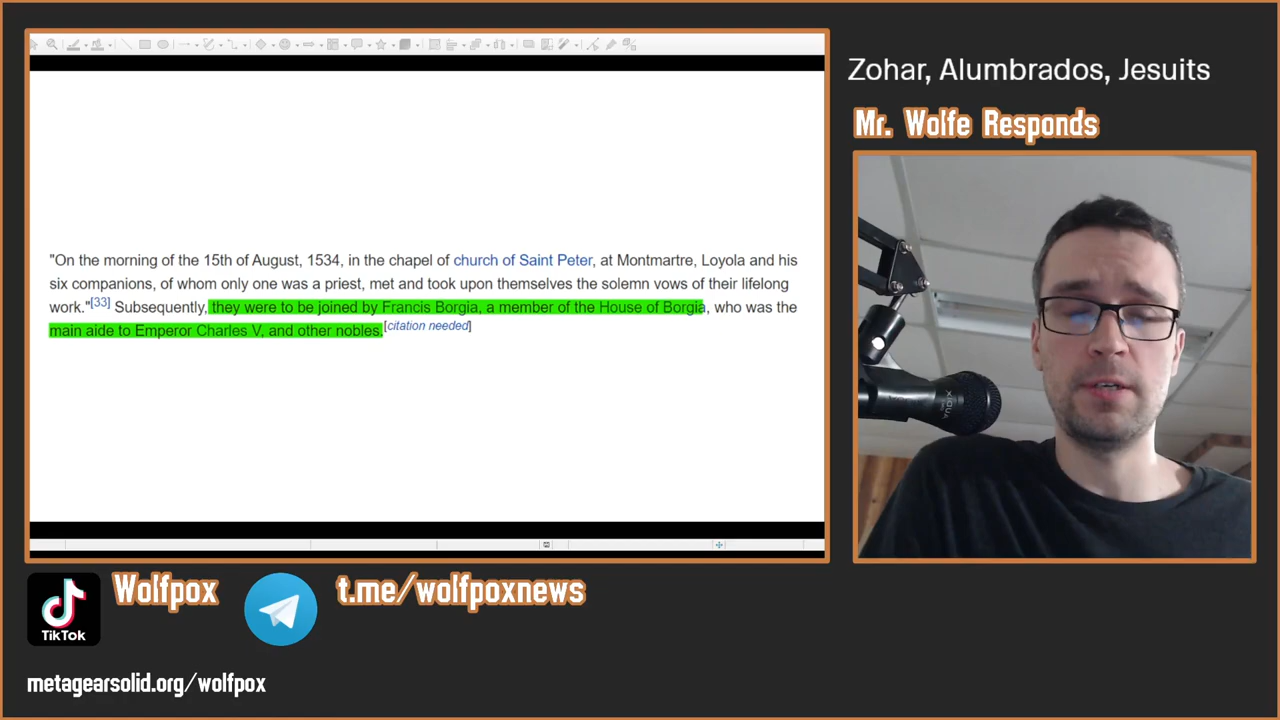 Zohar, Alumbrados, Jesuits
Mr. Wolfe Responds
"On the morning of the 15th of August, 1534, in the chapel of church of Saint Peter, at Montmartre, Loyola and his
six companions, of whom only one was a priest, met and took upon themselves the solemn vows of their lifelong
work."[33] Subsequently, they were to be joined by Francis Borgia, a member of the House of Borgia, who was the
main aide to Emperor Charles V, and other nobles.[citation needed]
TikTok
Wolfpox
t.me/wolfpoxnews
metagearsolid.org/wolfpox